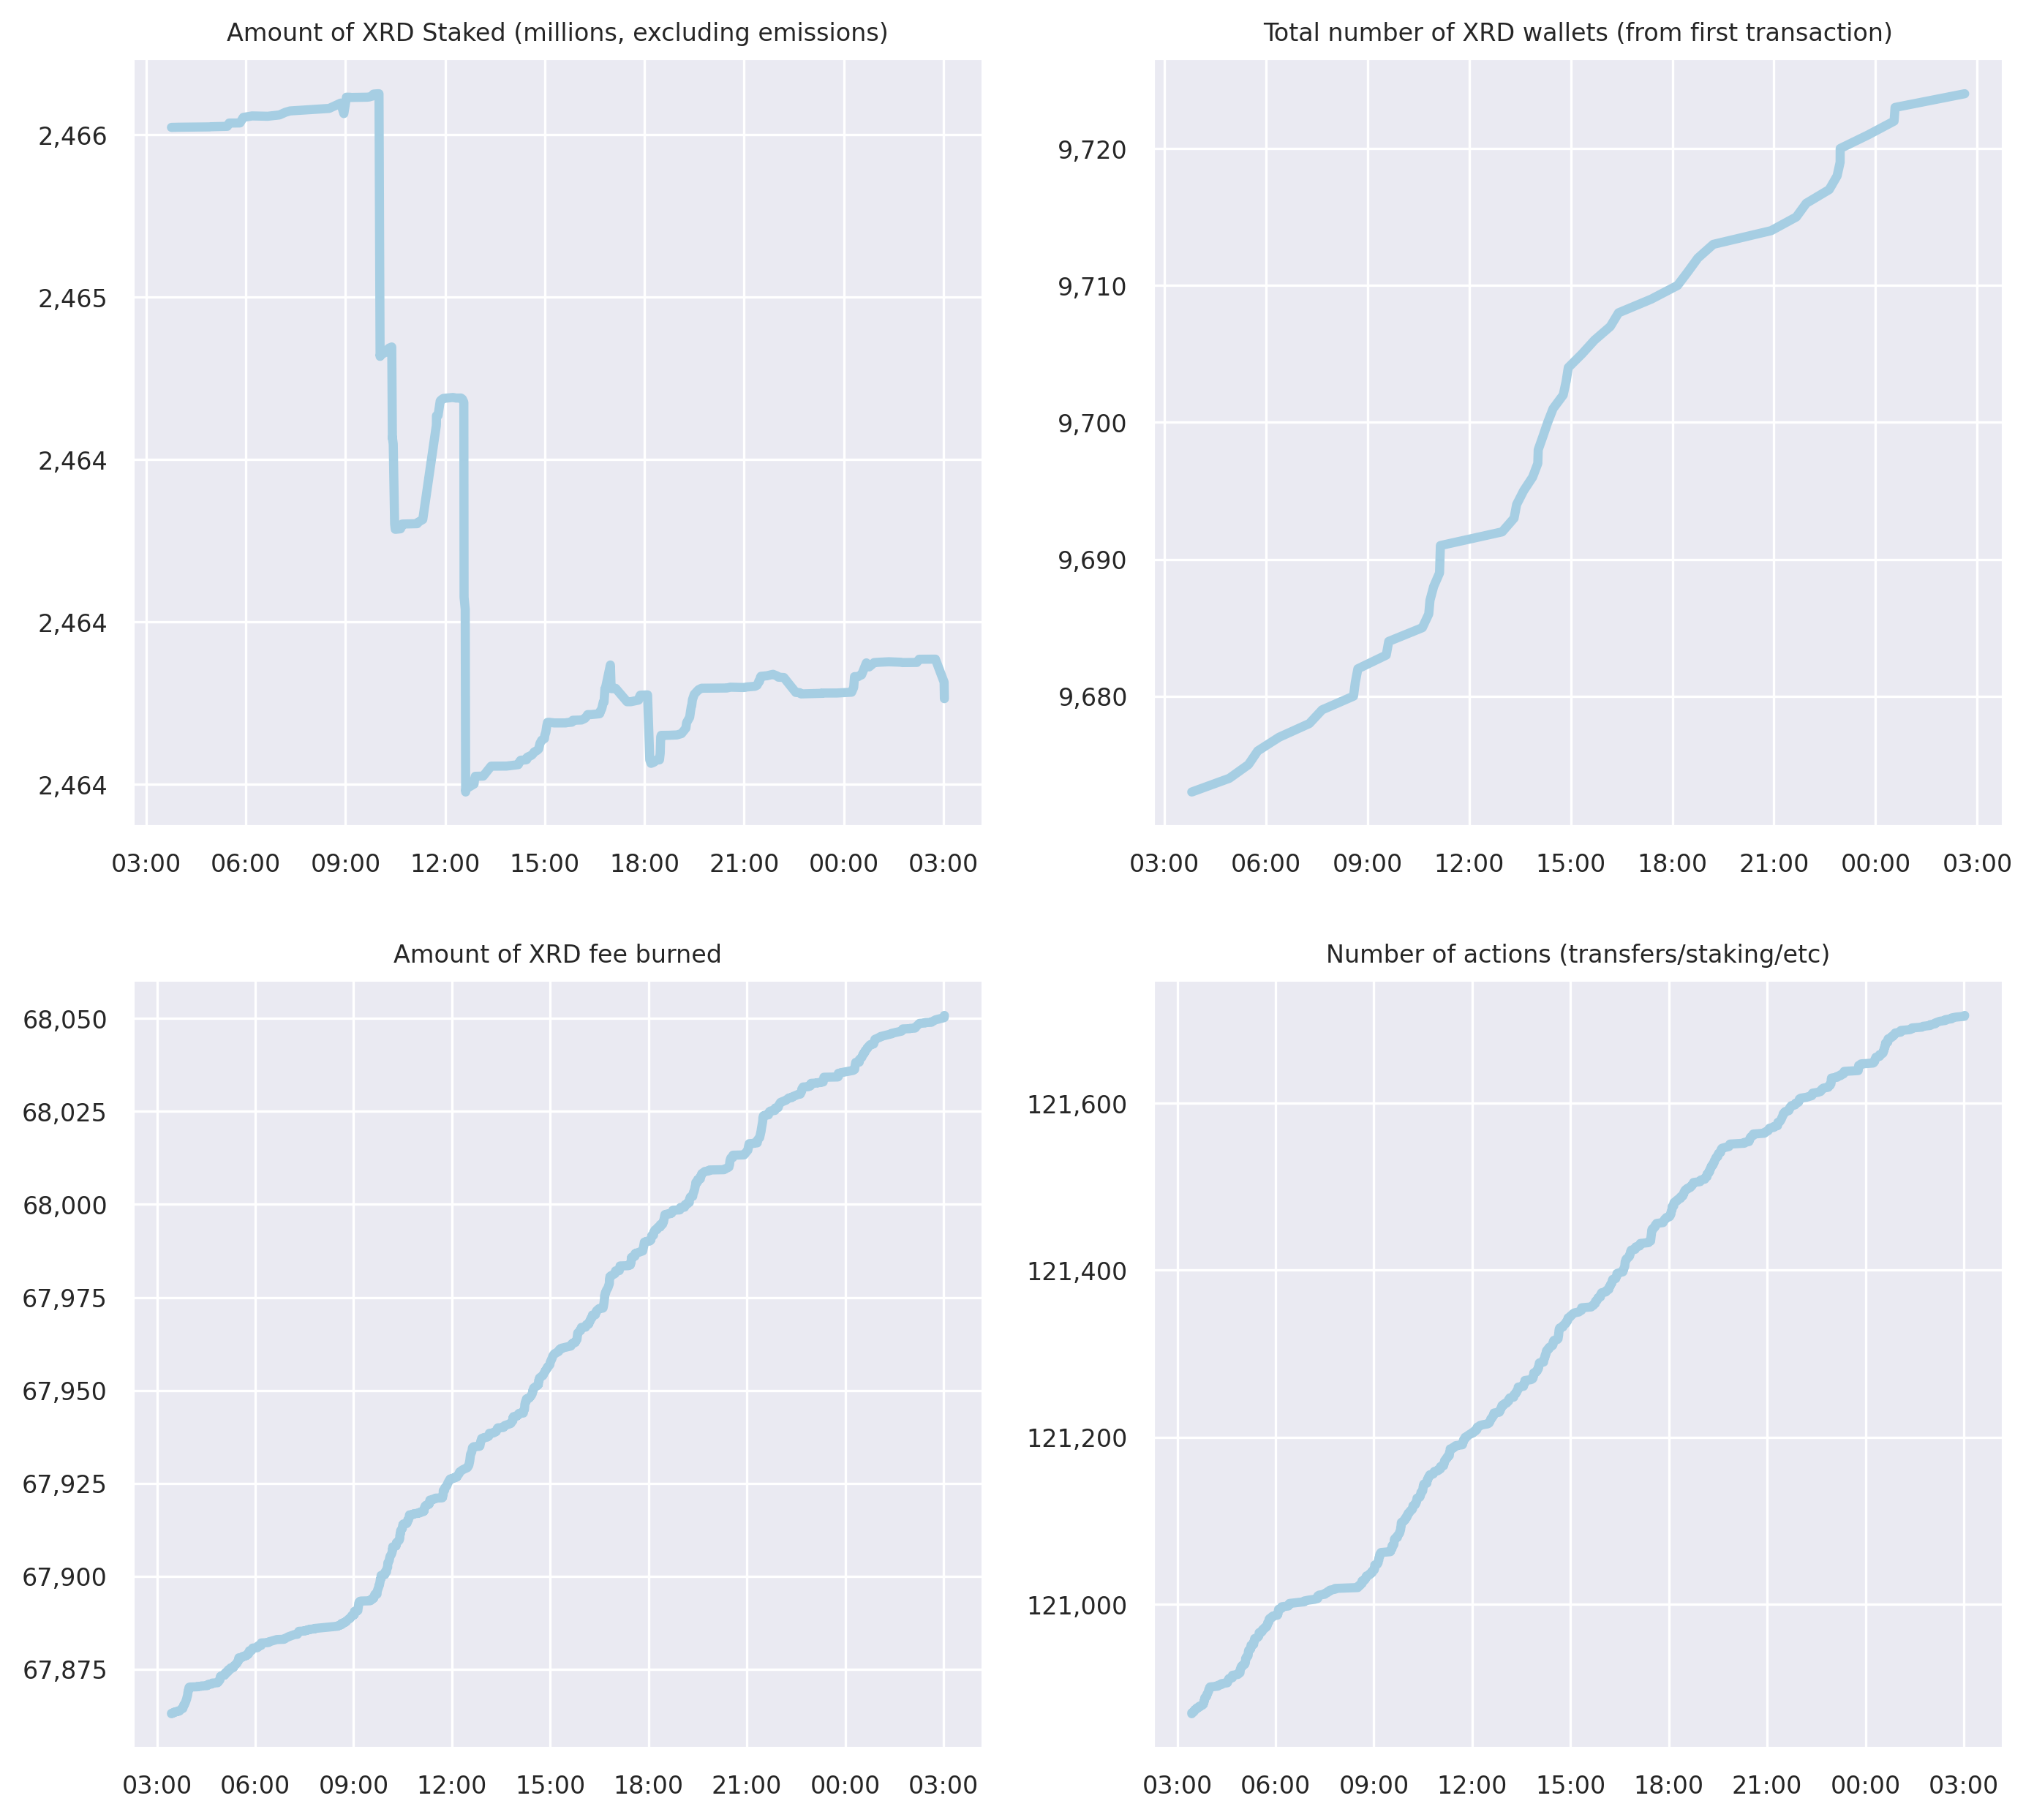 Amount of XRD Staked (millions, excluding emissions)
2,466
2,465
2,464
2,464
2,464
03:00 06:00 09:00 12:00 15:00 18:00 21:00 00:00 03:00
Total number of XRD wallets (from first transaction)
9,720
9,710
9,700
9,690
9,680
03:00 06:00 09:00 12:00 15:00 18:00 21:00 00:00 03:00
Amount of XRD fee burned
68,050
68,025
68,000
67,975
67,950
67,925
67,900
67,875
03:00 06:00 09:00 12:00 15:00 18:00 21:00 00:00 03:00
Number of actions (transfers/staking/etc)
121,600
121,400
121,200
121,000
03:00 06:00 09:00 12:00 15:00 18:00 21:00 00:00 03:00